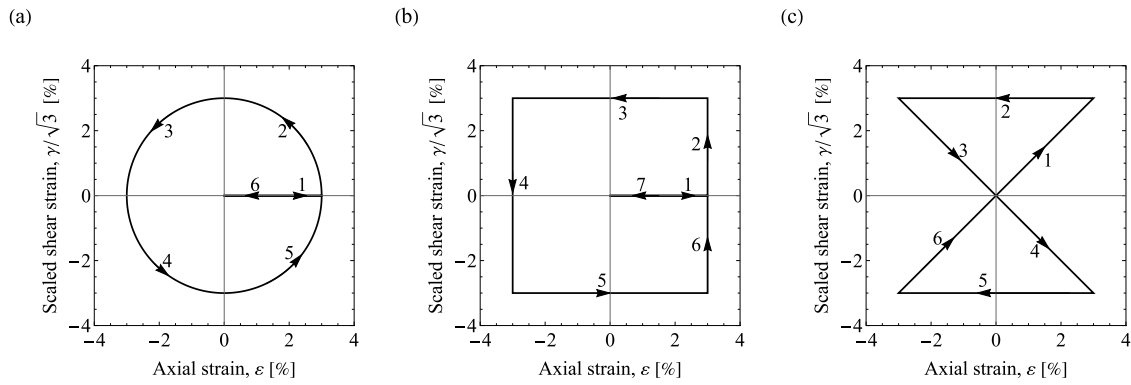 (a)
Scaled shear strain, γ/√3 [%]
4
2
0
−2
−4
−4 −2 0 2 4
Axial strain, ε [%]
3 2
6 1
4 5
(b)
Scaled shear strain, γ/√3 [%]
4
2
0
−2
−4
−4 −2 0 2 4
Axial strain, ε [%]
3
2
4 7 1
6
5
(c)
Scaled shear strain, γ/√3 [%]
4
2
0
−2
−4
−4 −2 0 2 4
Axial strain, ε [%]
2
3 1
6 4
5